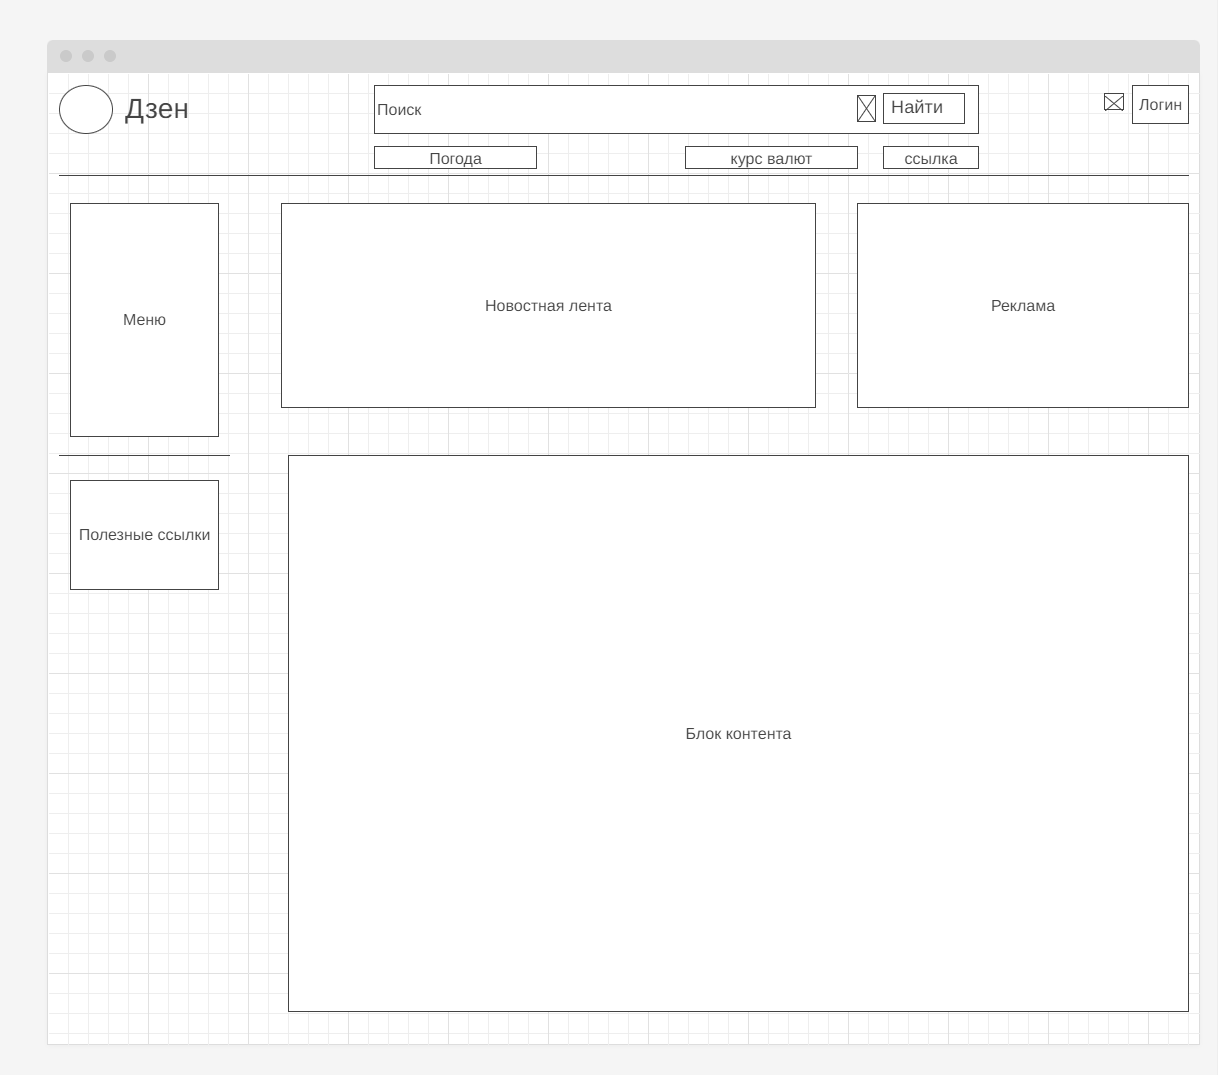 Дзен
Поиск
Найти
Логин
Погода
курс валют
ссылка
Меню
Новостная лента
Реклама
Полезные ссылки
Блок контента